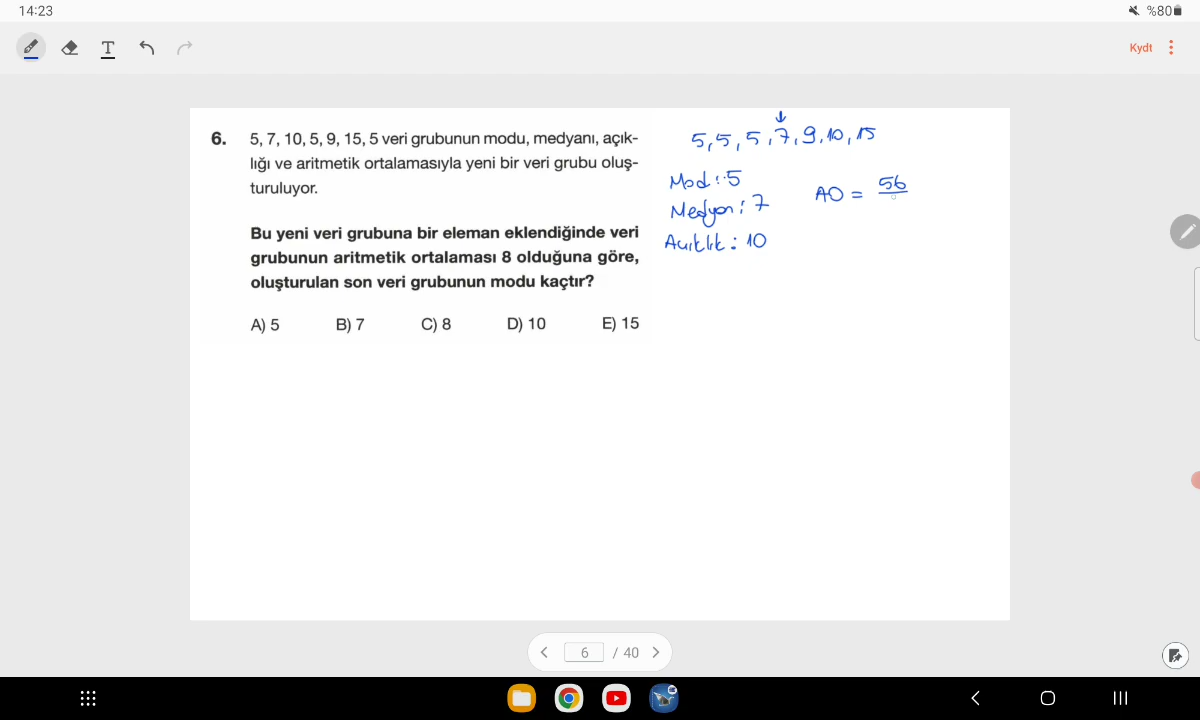 14:23
%80
T
Kydt
6. 5, 7, 10, 5, 9, 15, 5 veri grubunun modu, medyanı, açık-
lığı ve aritmetik ortalamasıyla yeni bir veri grubu oluş-
turuluyor.
Bu yeni veri grubuna bir eleman eklendiğinde veri
grubunun aritmetik ortalaması 8 olduğuna göre,
oluşturulan son veri grubunun modu kaçtır?
A) 5 B) 7 C) 8 D) 10 E) 15
5, 5, 5, 7, 9, 10, 15
Mod : 5
Medyan : 7
AO = 56
Açıklık : 10
6 / 40